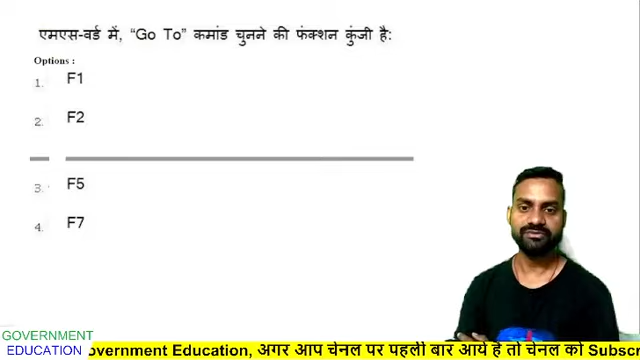 एमएस-वर्ड में, “Go To” कमांड चुनने की फंक्शन कुंजी है:
Options :
1. F1
2. F2
3. F5
4. F7
GOVERNMENT
EDUCATION
overnment Education, अगर आप चेनल पर पहली बार आये है तो चेनल को Subscr